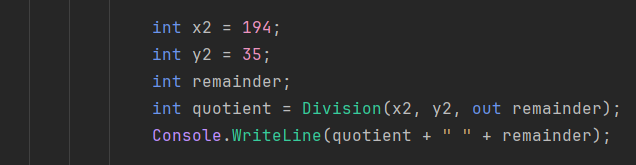 int x2 = 194;
int y2 = 35;
int remainder;
int quotient = Division(x2, y2, out remainder);
Console.WriteLine(quotient + " " + remainder);